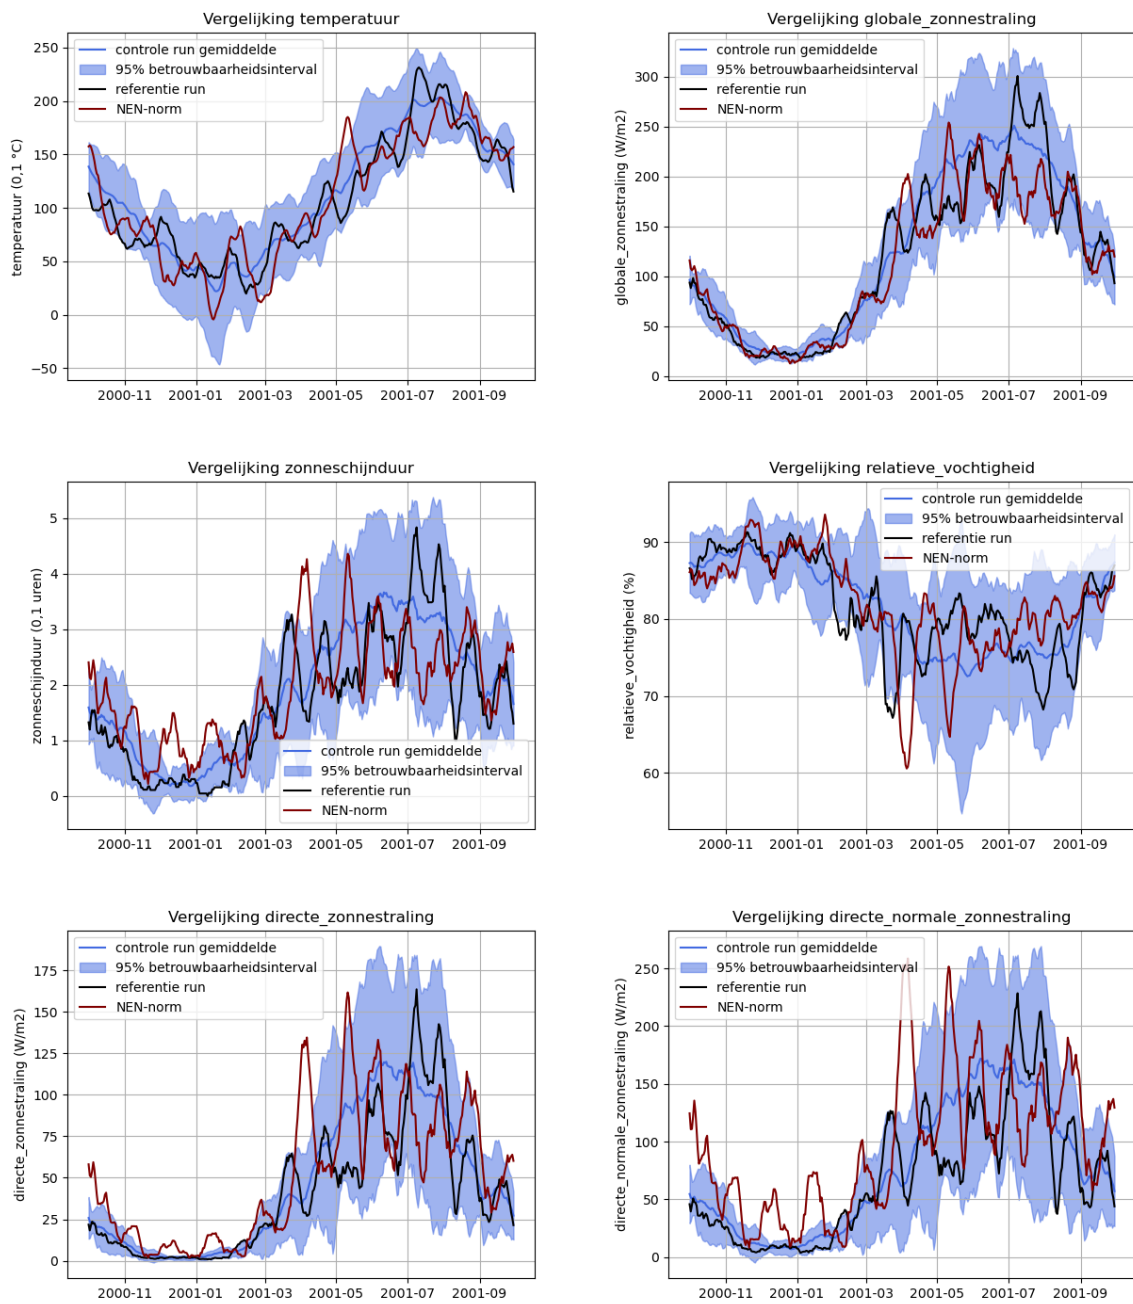 Vergelijking temperatuur
controle run gemiddelde
95% betrouwbaarheidsinterval
referentie run
NEN-norm
temperatuur (0,1 °C)
250
200
150
100
50
0
−50
2000-11 2001-01 2001-03 2001-05 2001-07 2001-09
Vergelijking globale_zonnestraling
controle run gemiddelde
95% betrouwbaarheidsinterval
referentie run
NEN-norm
globale_zonnestraling (W/m2)
300
250
200
150
100
50
0
2000-11 2001-01 2001-03 2001-05 2001-07 2001-09
Vergelijking zonneschijnduur
zonneschijnduur (0,1 uren)
5
4
3
2
1
0
controle run gemiddelde
95% betrouwbaarheidsinterval
referentie run
NEN-norm
2000-11 2001-01 2001-03 2001-05 2001-07 2001-09
Vergelijking relatieve_vochtigheid
controle run gemiddelde
95% betrouwbaarheidsinterval
referentie run
NEN-norm
relatieve_vochtigheid (%)
90
80
70
60
2000-11 2001-01 2001-03 2001-05 2001-07 2001-09
Vergelijking directe_zonnestraling
controle run gemiddelde
95% betrouwbaarheidsinterval
referentie run
NEN-norm
directe_zonnestraling (W/m2)
175
150
125
100
75
50
25
0
2000-11 2001-01 2001-03 2001-05 2001-07 2001-09
Vergelijking directe_normale_zonnestraling
controle run gemiddelde
95% betrouwbaarheidsinterval
referentie run
NEN-norm
directe_normale_zonnestraling (W/m2)
250
200
150
100
50
0
2000-11 2001-01 2001-03 2001-05 2001-07 2001-09